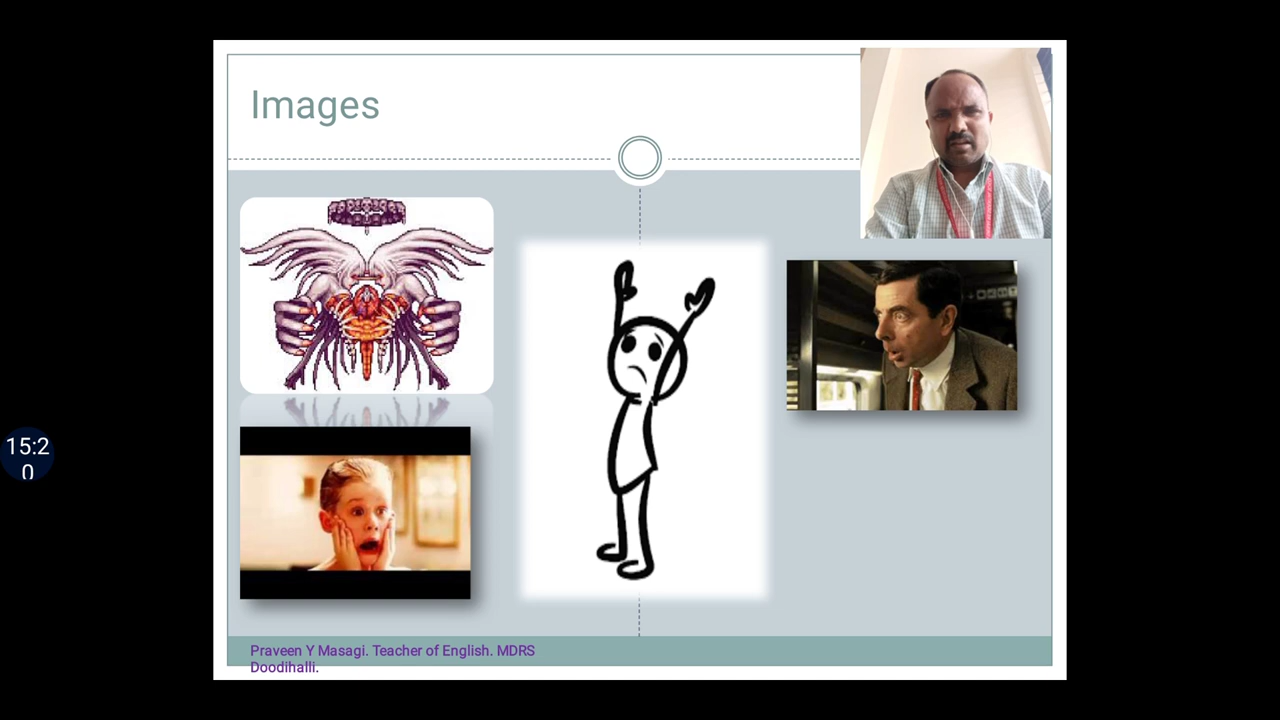 Images
15:2
0
Praveen Y Masagi. Teacher of English. MDRS
Doodihalli.